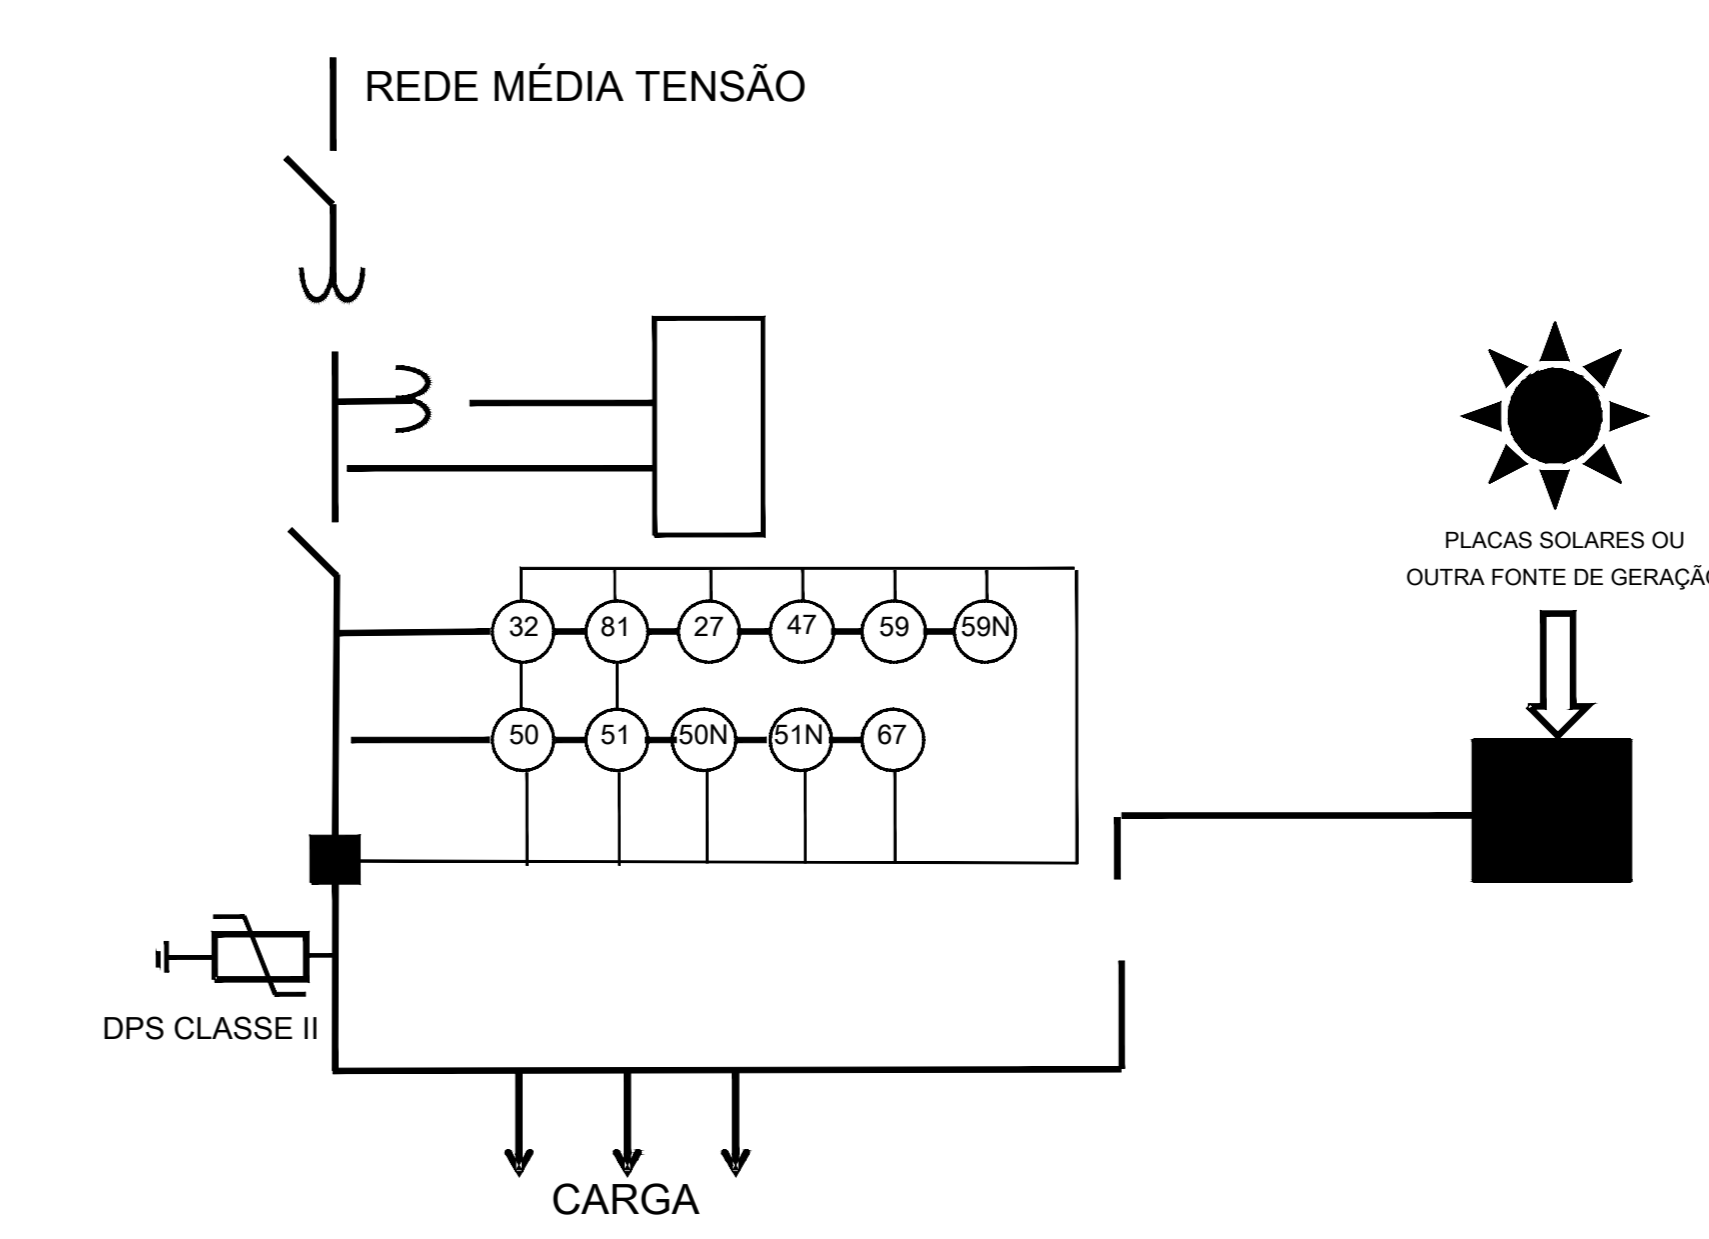 REDE MÉDIA TENSÃO
PLACAS SOLARES OU
OUTRA FONTE DE GERAÇÃO
32 81 27 47 59 59N
50 51 50N 51N 67
DPS CLASSE II
CARGA